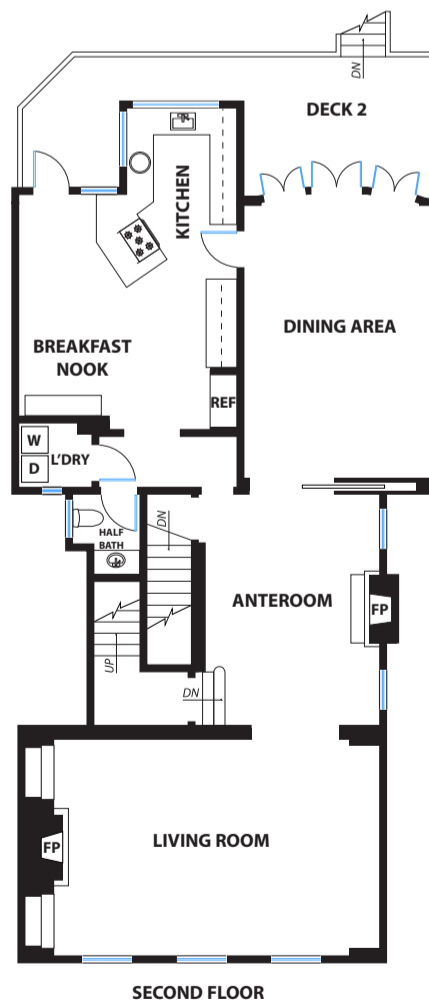 DN
DECK 2
KITCHEN
DINING AREA
BREAKFAST
NOOK
REF
W
L'DRY
D
DN
HALF
BATH
ANTEROOM
FP
UP
DN
LIVING ROOM
FP
SECOND FLOOR